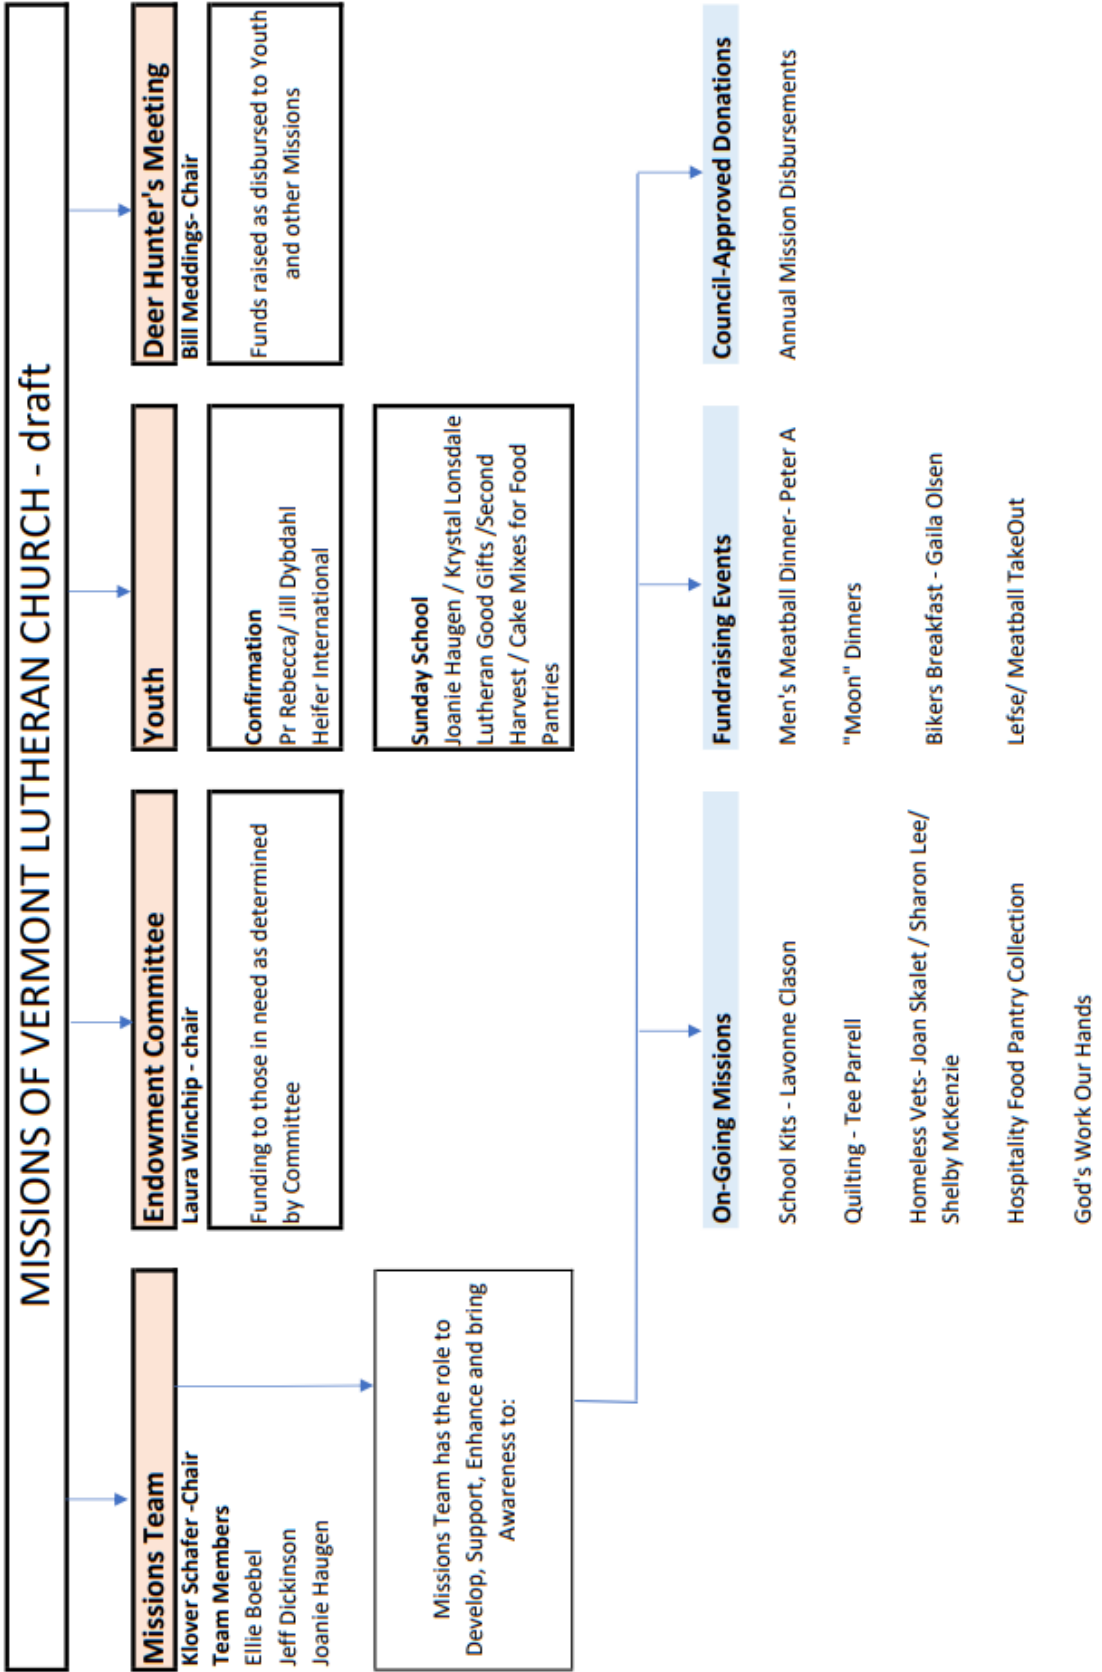 MISSIONS OF VERMONT LUTHERAN CHURCH - draft
Missions Team
Klover Schafer -Chair
Team Members
Ellie Boebel
Jeff Dickinson
Joanie Haugen
Missions Team has the role to
Develop, Support, Enhance and bring
Awareness to:
Endowment Committee
Laura Winchip - chair
Funding to those in need as determined
by Committee
Youth
Confirmation
Pr Rebecca/ Jill Dybdahl
Heifer International
Sunday School
Joanie Haugen / Krystal Lonsdale
Lutheran Good Gifts /Second
Harvest / Cake Mixes for Food
Pantries
Deer Hunter's Meeting
Bill Meddings- Chair
Funds raised as disbursed to Youth
and other Missions
On-Going Missions
School Kits - Lavonne Clason
Quilting - Tee Parrell
Homeless Vets- Joan Skalet / Sharon Lee/
Shelby McKenzie
Hospitality Food Pantry Collection
God's Work Our Hands
Fundraising Events
Men's Meatball Dinner- Peter A
"Moon" Dinners
Bikers Breakfast - Gaila Olsen
Lefse/ Meatball TakeOut
Council-Approved Donations
Annual Mission Disbursements